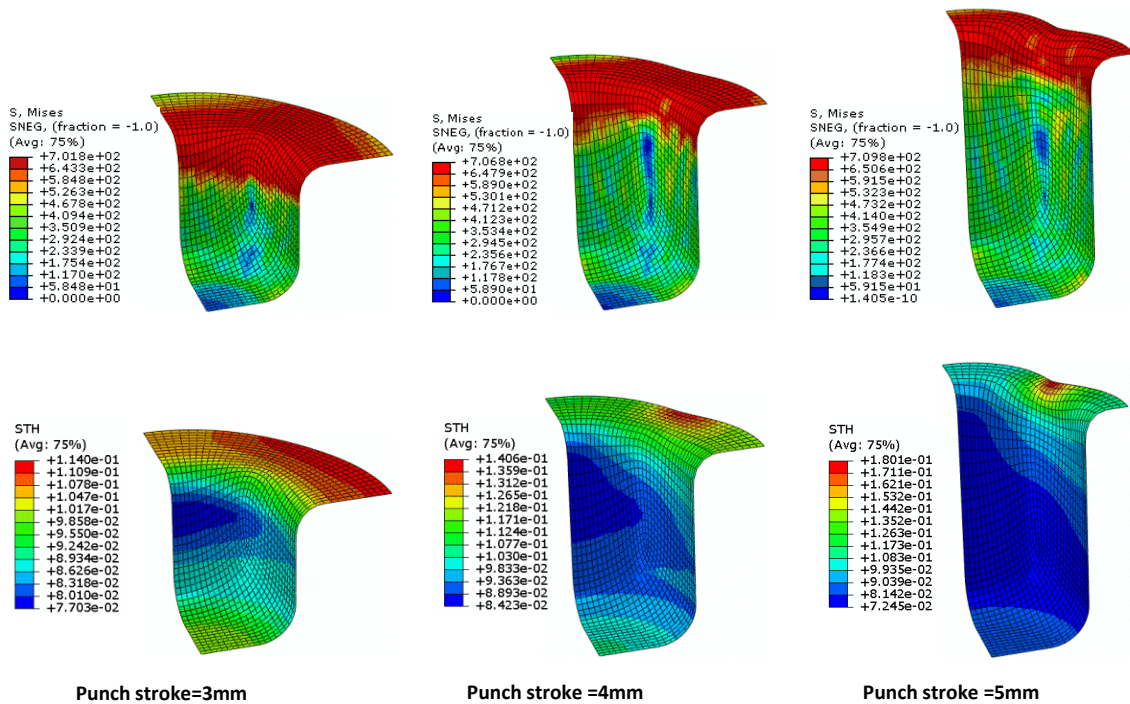 S, Mises
SNEG, (fraction = -1.0)
(Avg: 75%)
+7.018e+02
+6.433e+02
+5.848e+02
+5.263e+02
+4.678e+02
+4.094e+02
+3.509e+02
+2.924e+02
+2.339e+02
+1.754e+02
+1.170e+02
+5.848e+01
+0.000e+00
S, Mises
SNEG, (fraction = -1.0)
(Avg: 75%)
+7.068e+02
+6.479e+02
+5.890e+02
+5.301e+02
+4.712e+02
+4.123e+02
+3.534e+02
+2.945e+02
+2.356e+02
+1.767e+02
+1.178e+02
+5.890e+01
+0.000e+00
S, Mises
SNEG, (fraction = -1.0)
(Avg: 75%)
+7.098e+02
+6.506e+02
+5.915e+02
+5.323e+02
+4.732e+02
+4.140e+02
+3.549e+02
+2.957e+02
+2.366e+02
+1.774e+02
+1.183e+02
+5.915e+01
+1.405e-10
STH
(Avg: 75%)
+1.140e-01
+1.109e-01
+1.078e-01
+1.047e-01
+1.017e-01
+9.858e-02
+9.550e-02
+9.242e-02
+8.934e-02
+8.626e-02
+8.318e-02
+8.010e-02
+7.703e-02
STH
(Avg: 75%)
+1.406e-01
+1.359e-01
+1.312e-01
+1.265e-01
+1.218e-01
+1.171e-01
+1.124e-01
+1.077e-01
+1.030e-01
+9.833e-02
+9.363e-02
+8.893e-02
+8.423e-02
STH
(Avg: 75%)
+1.801e-01
+1.711e-01
+1.621e-01
+1.532e-01
+1.442e-01
+1.352e-01
+1.263e-01
+1.173e-01
+1.083e-01
+9.935e-02
+9.039e-02
+8.142e-02
+7.245e-02
Punch stroke=3mm
Punch stroke =4mm
Punch stroke =5mm